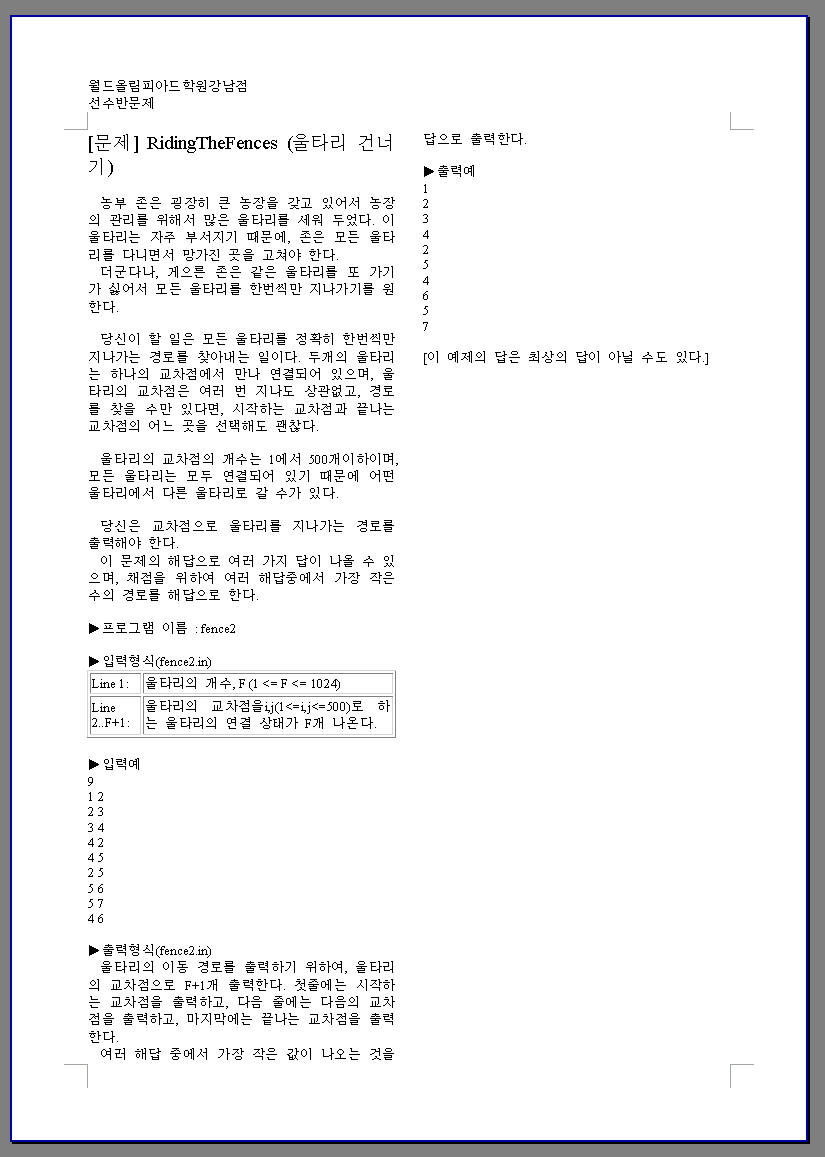 월드올림피아드학원강남점
선수반문제
[문제] RidingTheFences (울타리 건너
기)
농부 존은 굉장히 큰 농장을 갖고 있어서 농장
의 관리를 위해서 많은 울타리를 세워 두었다. 이
울타리는 자주 부서지기 때문에, 존은 모든 울타
리를 다니면서 망가진 곳을 고쳐야 한다.
더군다나, 게으른 존은 같은 울타리를 또 가기
가 싫어서 모든 울타리를 한번씩만 지나가기를 원
한다.
당신이 할 일은 모든 울타리를 정확히 한번씩만
지나가는 경로를 찾아내는 일이다. 두개의 울타리
는 하나의 교차점에서 만나 연결되어 있으며, 울
타리의 교차점은 여러 번 지나도 상관없고, 경로
를 찾을 수만 있다면, 시작하는 교차점과 끝나는
교차점의 어느 곳을 선택해도 괜찮다.
울타리의 교차점의 개수는 1에서 500개이하이며,
모든 울타리는 모두 연결되어 있기 때문에 어떤
울타리에서 다른 울타리로 갈 수가 있다.
당신은 교차점으로 울타리를 지나가는 경로를
출력해야 한다.
이 문제의 해답으로 여러 가지 답이 나올 수 있
으며, 채점을 위하여 여러 해답중에서 가장 작은
수의 경로를 해답으로 한다.
▶프로그램 이름 : fence2
▶입력형식(fence2.in)
Line 1: 울타리의 개수, F (1 <= F <= 1024)
Line 울타리의 교차점을i,j(1<=i,j<=500)로 하
2..F+1: 는 울타리의 연결 상태가 F개 나온다.
▶입력예
9
1 2
2 3
3 4
4 2
4 5
2 5
5 6
5 7
4 6
▶출력형식(fence2.in)
울타리의 이동 경로를 출력하기 위하여, 울타리
의 교차점으로 F+1개 출력한다. 첫줄에는 시작하
는 교차점을 출력하고, 다음 줄에는 다음의 교차
점을 출력하고, 마지막에는 끝나는 교차점을 출력
한다.
여러 해답 중에서 가장 작은 값이 나오는 것을
답으로 출력한다.
▶출력예
1
2
3
4
2
5
4
6
5
7
[이 예제의 답은 최상의 답이 아닐 수도 있다.]